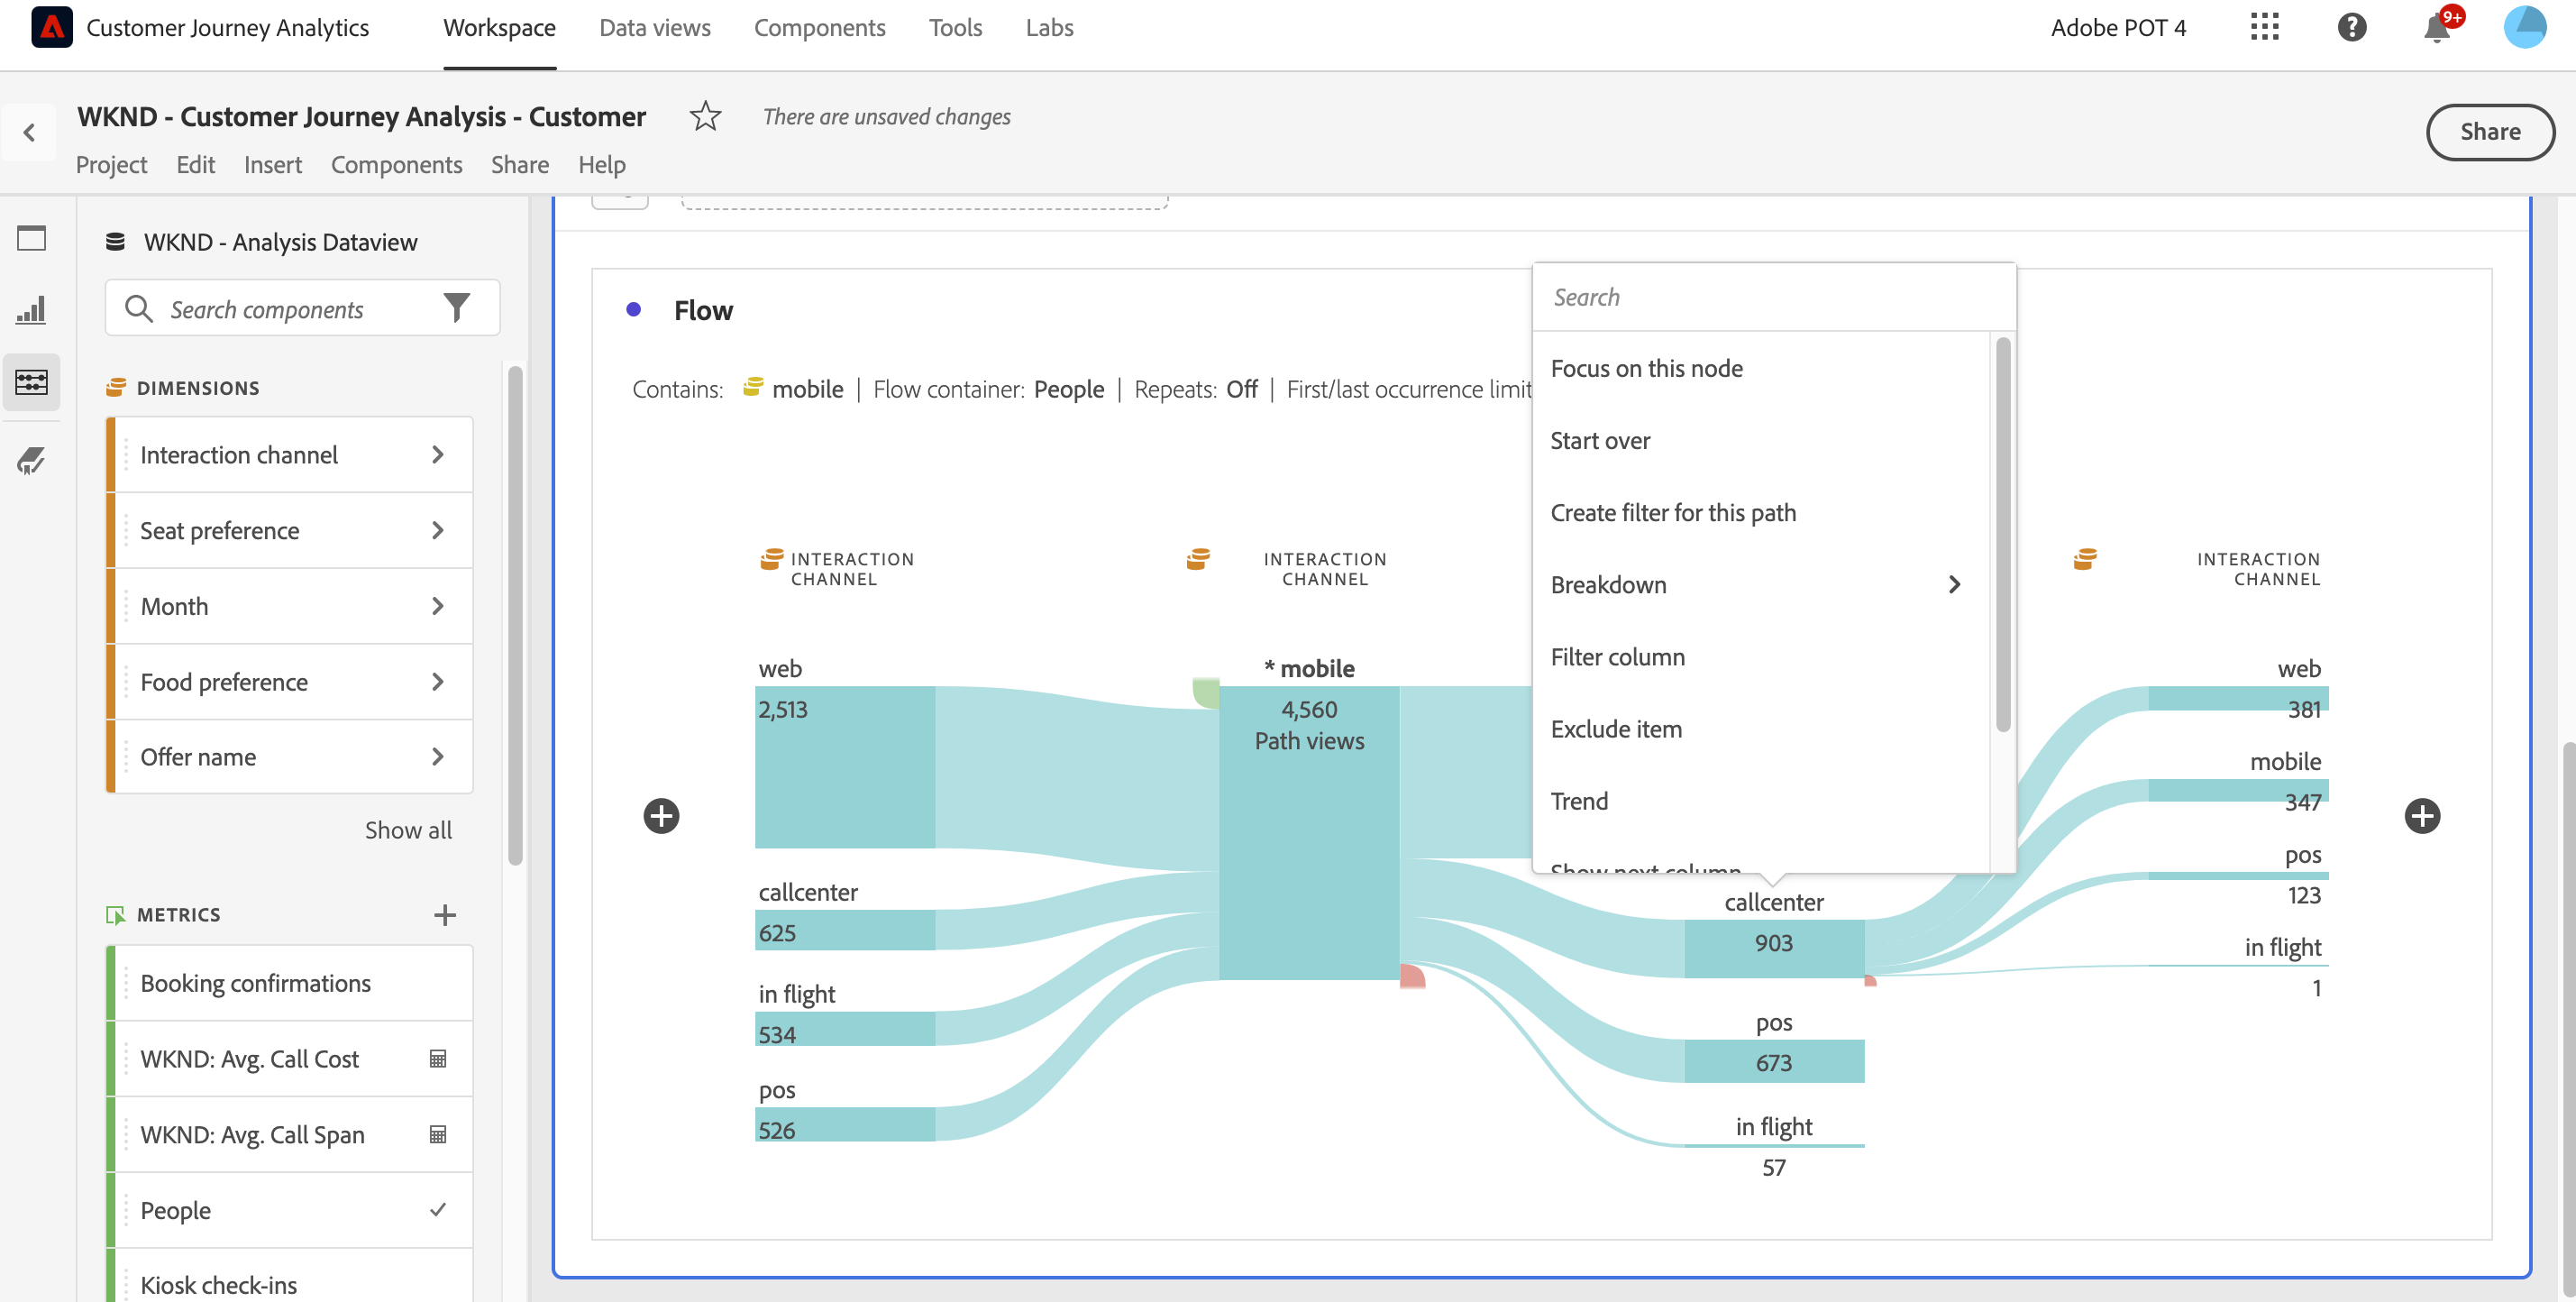 Customer Journey Analytics
Workspace
Data views
Components
Tools
Labs
Adobe POT 4
9+
WKND - Customer Journey Analysis - Customer
There are unsaved changes
Share
Project
Edit
Insert
Components
Share
Help
WKND - Analysis Dataview
Search components
DIMENSIONS
Interaction channel
Seat preference
Month
Food preference
Offer name
Show all
METRICS
Booking confirmations
WKND: Avg. Call Cost
WKND: Avg. Call Span
People
Kiosk check-ins
Flow
Contains: mobile | Flow container: People | Repeats: Off | First/last occurrence limit
Search
Focus on this node
Start over
Create filter for this path
Breakdown
Filter column
Exclude item
Trend
Show next column
INTERACTION
CHANNEL
web
2,513
callcenter
625
in flight
534
pos
526
INTERACTION
CHANNEL
* mobile
4,560
Path views
callcenter
903
pos
673
in flight
57
INTERACTION
CHANNEL
web
381
mobile
347
pos
123
in flight
1